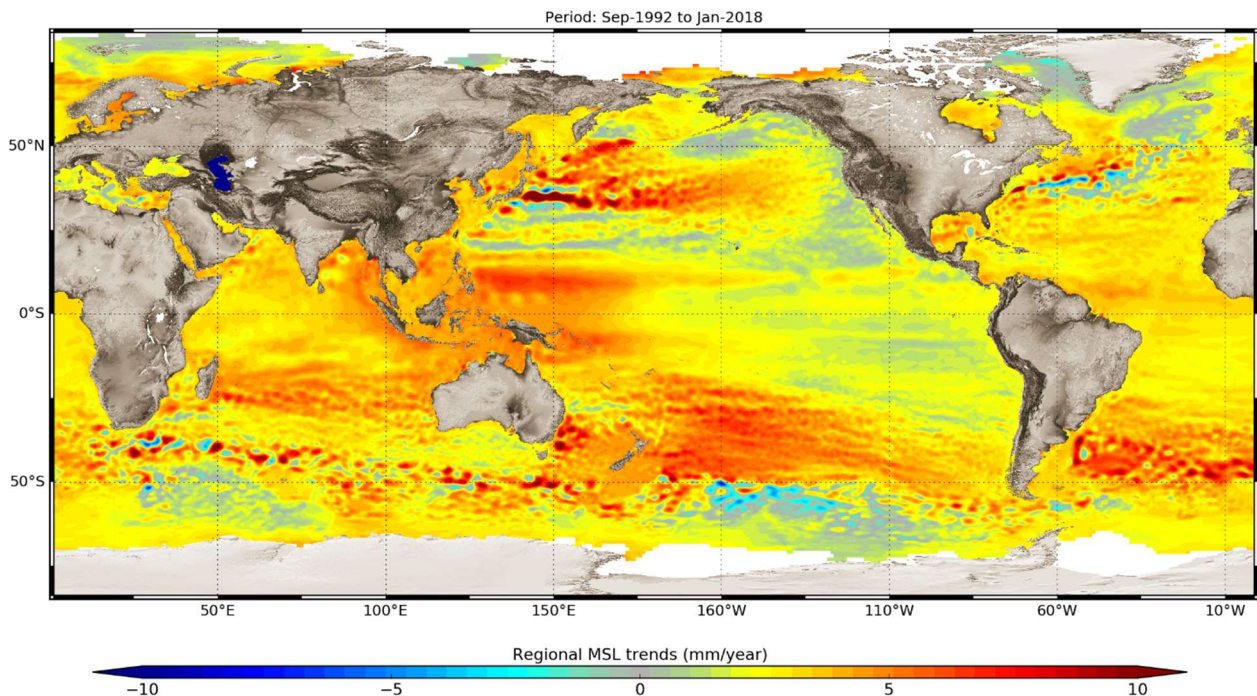 Period: Sep-1992 to Jan-2018
50°N
0°S
50°S
50°E 100°E 150°E 160°W 110°W 60°W 10°W
Regional MSL trends (mm/year)
−10 −5 0 5 10